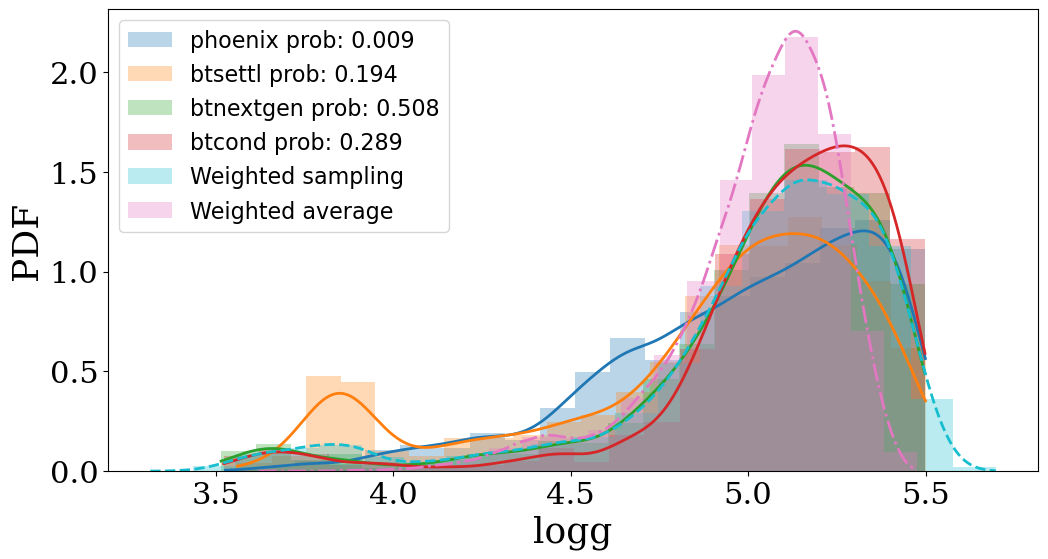 phoenix prob: 0.009
btsettl prob: 0.194
btnextgen prob: 0.508
btcond prob: 0.289
Weighted sampling
Weighted average
PDF
2.0
1.5
1.0
0.5
0.0
3.5 4.0 4.5 5.0 5.5
logg